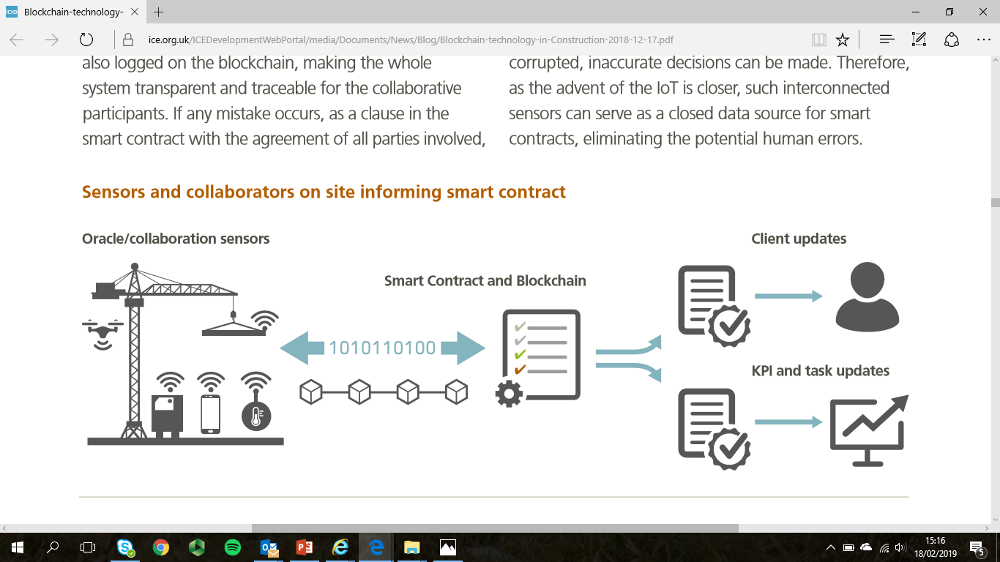 ice
Blockchain-technology-
ice.org.uk/ICEDevelopmentWebPortal/media/Documents/News/Blog/Blockchain-technology-in-Construction-2018-12-17.pdf
also logged on the blockchain, making the whole
system transparent and traceable for the collaborative
participants. If any mistake occurs, as a clause in the
smart contract with the agreement of all parties involved,
corrupted, inaccurate decisions can be made. Therefore,
as the advent of the IoT is closer, such interconnected
sensors can serve as a closed data source for smart
contracts, eliminating the potential human errors.
Sensors and collaborators on site informing smart contract
Oracle/collaboration sensors
Smart Contract and Blockchain
1010110100
Client updates
KPI and task updates
15:16
18/02/2019
5